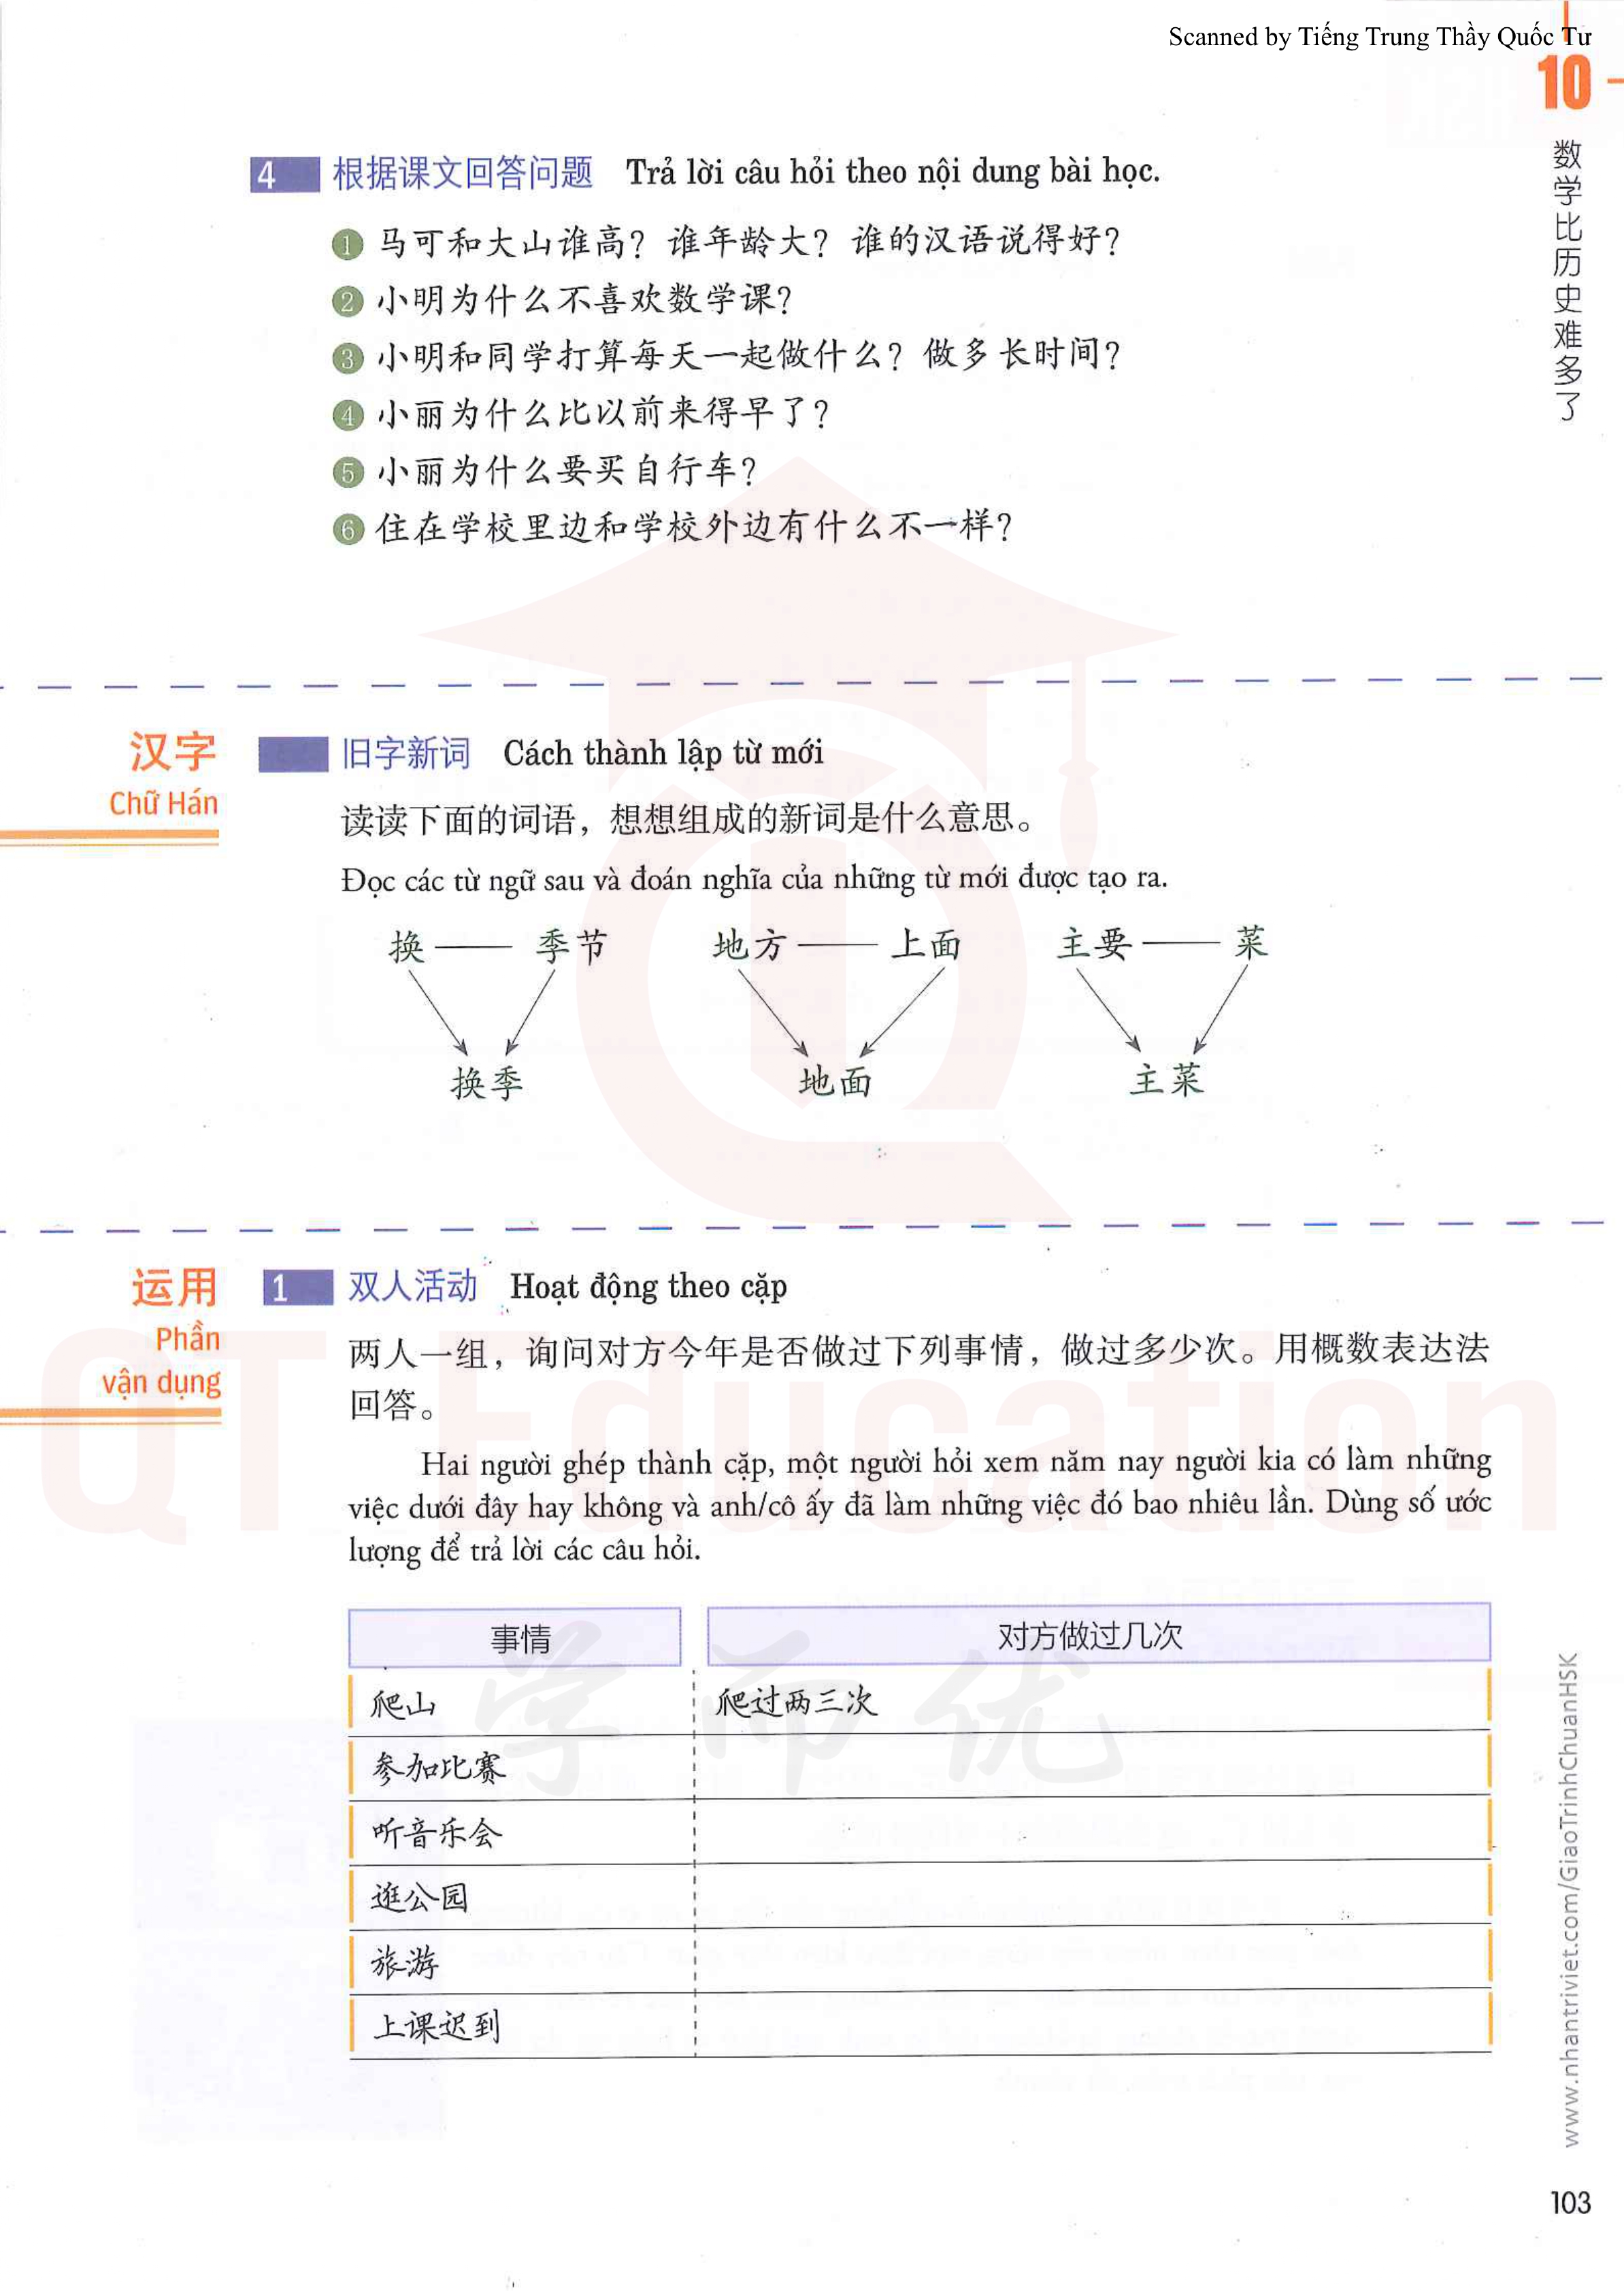 Scanned by Tiếng Trung Thầy Quốc Tư
10
数学比历史难多了
4 根据课文回答问题 Trả lời câu hỏi theo nội dung bài học.
1 马可和大山谁高？谁年龄大？谁的汉语说得好？
2 小明为什么不喜欢数学课？
3 小明和同学打算每天一起做什么？做多长时间？
4 小丽为什么比以前来得早了？
5 小丽为什么要买自行车？
6 住在学校里边和学校外边有什么不一样？
汉字
Chữ Hán
旧字新词 Cách thành lập từ mới
读读下面的词语，想想组成的新词是什么意思。
Đọc các từ ngữ sau và đoán nghĩa của những từ mới được tạo ra.
换 季节 地方 上面 主要 菜
换季 地面 主菜
运用
Phần
vận dụng
1 双人活动 Hoạt động theo cặp
两人一组，询问对方今年是否做过下列事情，做过多少次。用概数表达法
回答。
Hai người ghép thành cặp, một người hỏi xem năm nay người kia có làm những
việc dưới đây hay không và anh/cô ấy đã làm những việc đó bao nhiêu lần. Dùng số ước
lượng để trả lời các câu hỏi.
QT Education
事情 对方做过几次
学而优
爬山 爬过两三次
参加比赛
听音乐会
逛公园
旅游
上课迟到
www.nhantriviet.com/GiaoTrinhChuanHSK
103